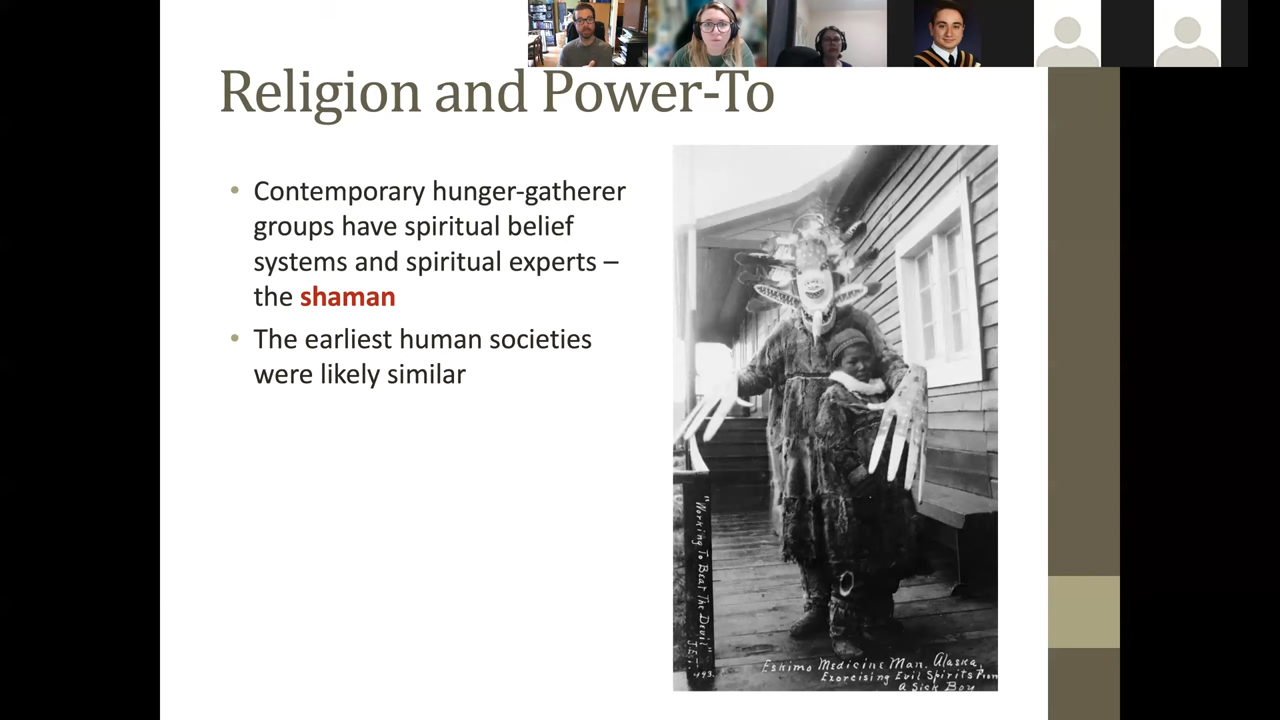 Religion and Power-To
• Contemporary hunger-gatherer
groups have spiritual belief
systems and spiritual experts –
the shaman
• The earliest human societies
were likely similar
"Working To Beat The Devil"
Eskimo Medicine Man, Alaska,
Exorcising Evil Spirits From
A Sick Boy